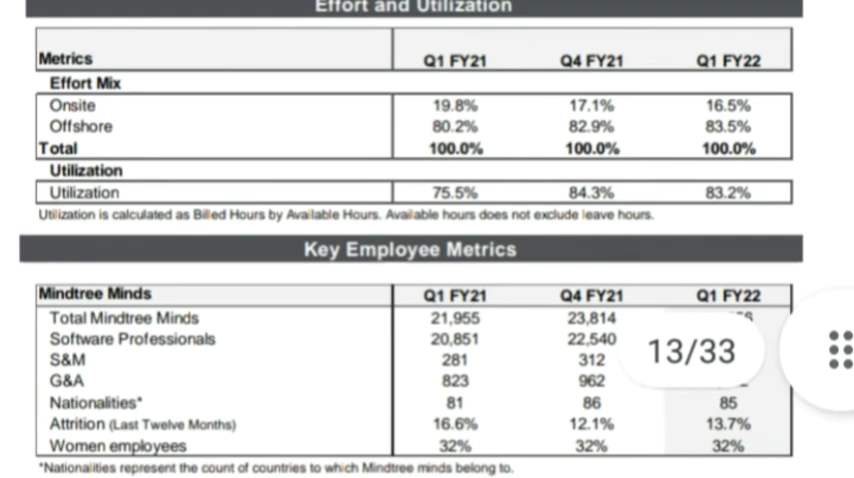 Effort and Utilization
Metrics Q1 FY21 Q4 FY21 Q1 FY22
Effort Mix
Onsite 19.8% 17.1% 16.5%
Offshore 80.2% 82.9% 83.5%
Total 100.0% 100.0% 100.0%
Utilization
Utilization 75.5% 84.3% 83.2%
Utilization is calculated as Billed Hours by Available Hours. Available hours does not exclude leave hours.
Key Employee Metrics
Mindtree Minds Q1 FY21 Q4 FY21 Q1 FY22
Total Mindtree Minds 21,955 23,814
Software Professionals 20,851 22,540
S&M 281 312
13/33
G&A 823 962
Nationalities* 81 86 85
Attrition (Last Twelve Months) 16.6% 12.1% 13.7%
Women employees 32% 32% 32%
*Nationalities represent the count of countries to which Mindtree minds belong to.